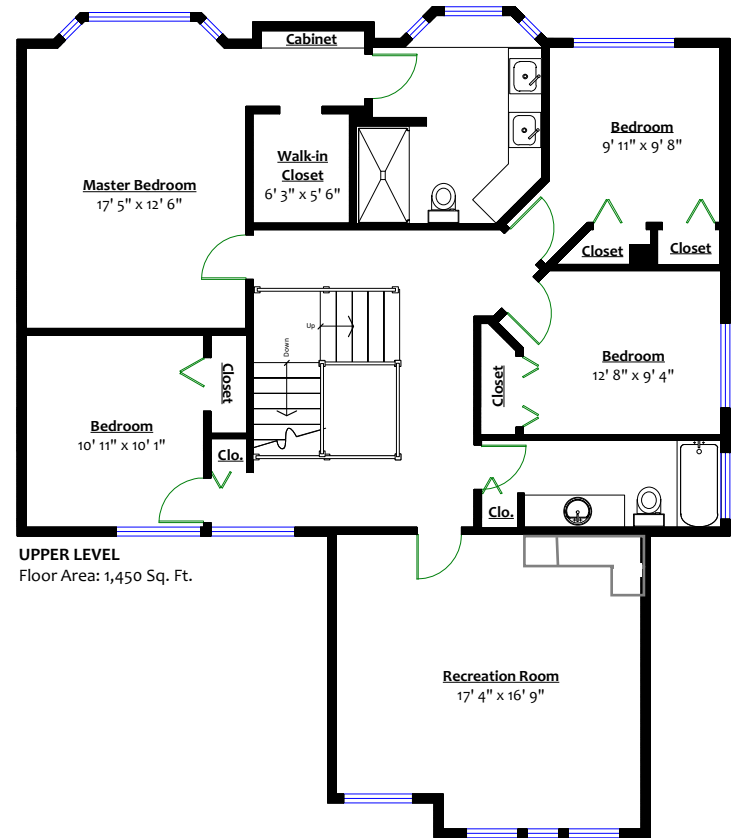 Cabinet
Bedroom
9' 11" x 9' 8"
Walk-in
Closet
6' 3" x 5' 6"
Master Bedroom
17' 5" x 12' 6"
Closet
Closet
Up
Down
Bedroom
12' 8" x 9' 4"
Closet
Closet
Bedroom
10' 11" x 10' 1"
Clo.
Clo.
UPPER LEVEL
Floor Area: 1,450 Sq. Ft.
Recreation Room
17' 4" x 16' 9"